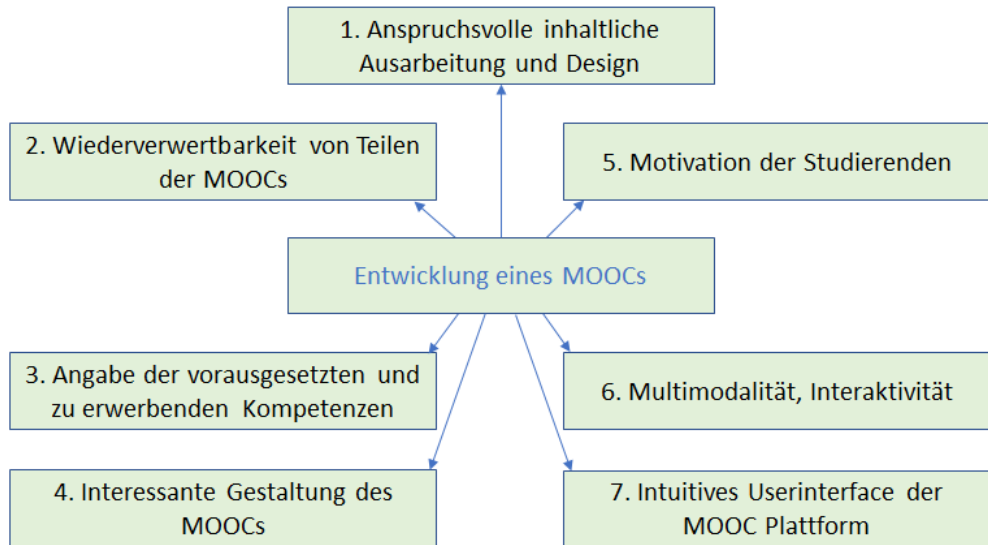 1. Anspruchsvolle inhaltliche
Ausarbeitung und Design
2. Wiederverwertbarkeit von Teilen
der MOOCs
5. Motivation der Studierenden
Entwicklung eines MOOCs
3. Angabe der vorausgesetzten und
zu erwerbenden Kompetenzen
6. Multimodalität, Interaktivität
4. Interessante Gestaltung des
MOOCs
7. Intuitives Userinterface der
MOOC Plattform